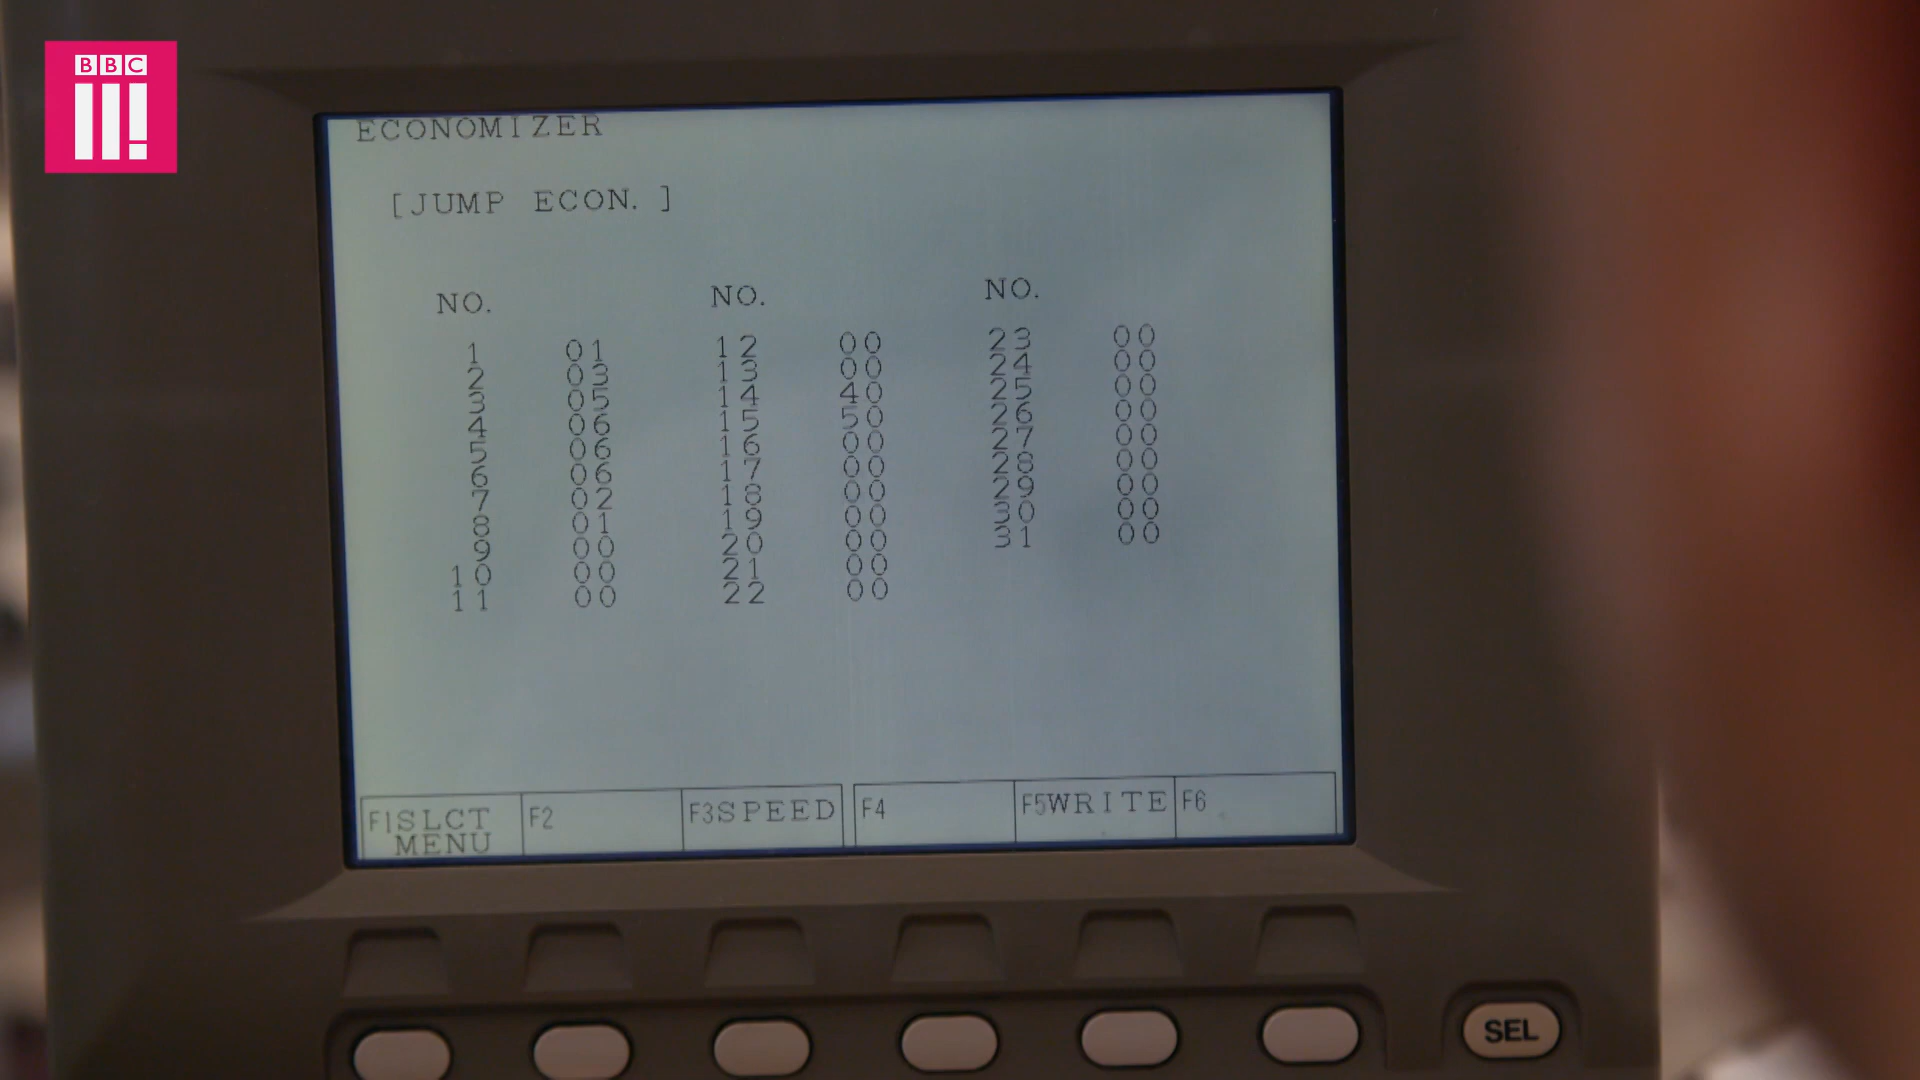 BBC
ECONOMIZER
[JUMP ECON. ]
NO. NO. NO.
1 01 12 00 23 00
2 03 13 00 24 00
3 05 14 40 25 00
4 06 15 50 26 00
5 06 16 00 27 00
6 06 17 00 28 00
7 02 18 00 29 00
8 01 19 00 30 00
9 00 20 00 31 00
10 00 21 00
11 00 22 00
F1SLCT MENU F2 F3SPEED F4 F5WRITE F6
SEL